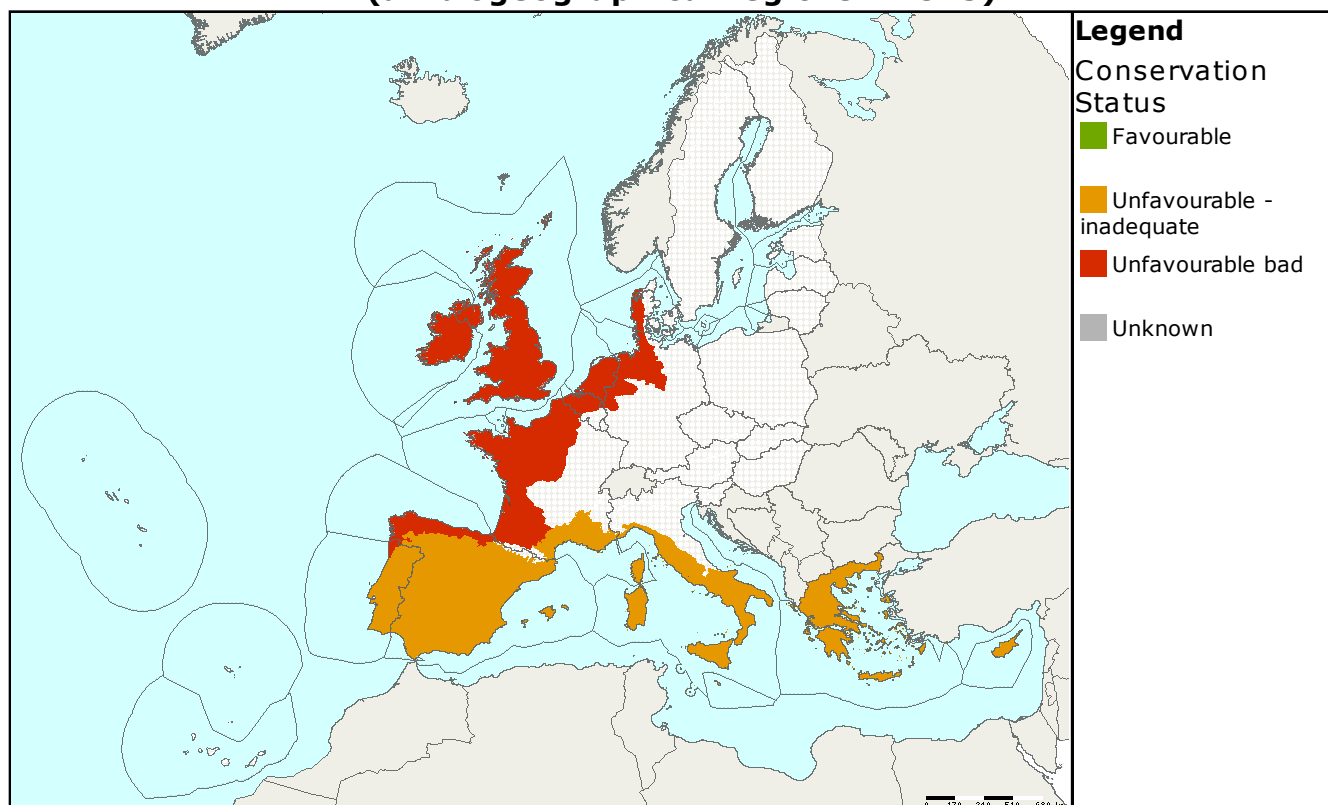 Legend
Conservation
Status
Favourable
Unfavourable -
inadequate
Unfavourable bad
Unknown